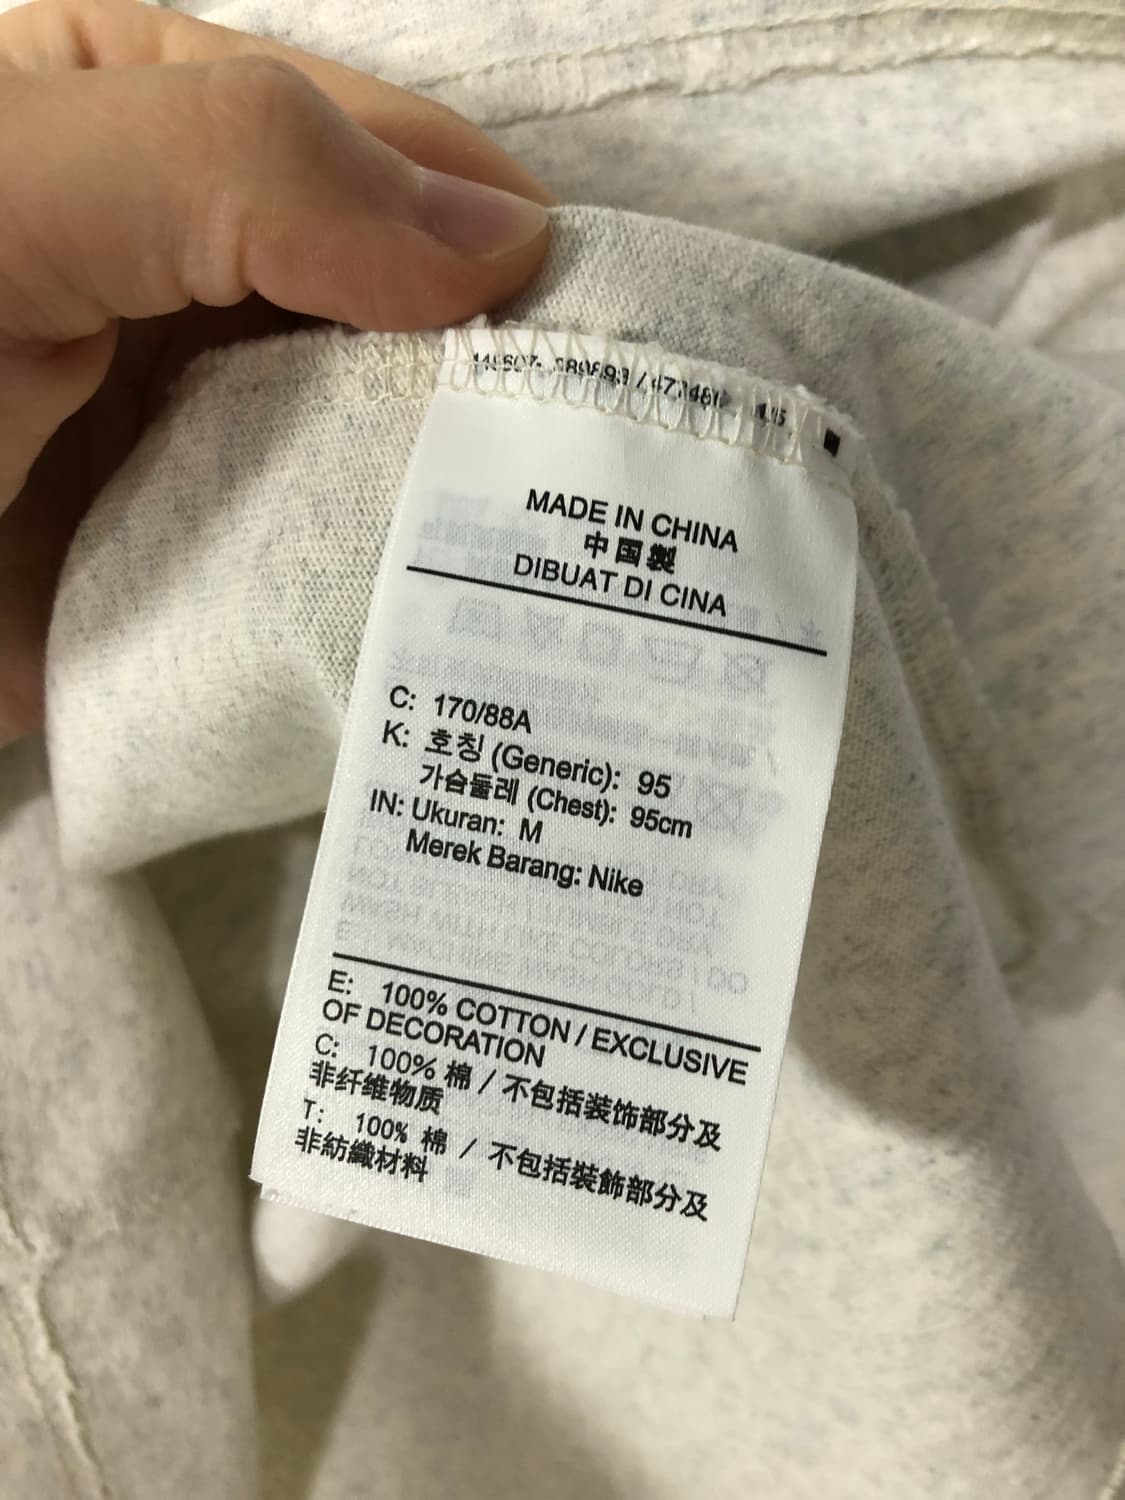 MADE IN CHINA
中国製
DIBUAT DI CINA
C: 170/88A
K: 호칭 (Generic): 95
가슴둘레 (Chest): 95cm
IN: Ukuran: M
Merek Barang: Nike
E: 100% COTTON / EXCLUSIVE
OF DECORATION
C: 100% 棉 / 不包括装饰部分及
非纤维物质
T: 100% 棉 / 不包括裝飾部分及
非紡織材料